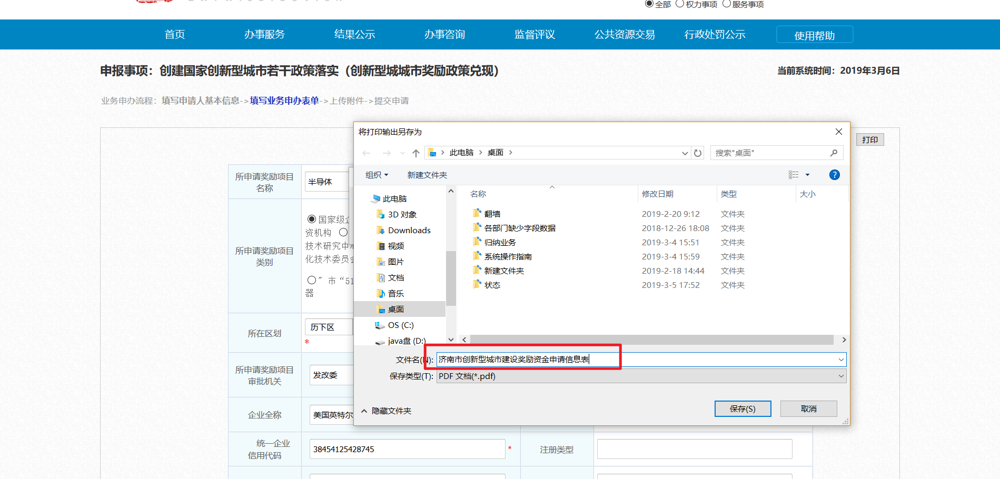 全部 权力事项 服务事项
首页 办事服务 结果公示 办事咨询 监督评议 公共资源交易 行政处罚公示 使用帮助
申报事项：创建国家创新型城市若干政策落实（创新型城城市奖励政策兑现） 当前系统时间：2019年3月6日
业务申办流程：填写申请人基本信息->填写业务申办表单->上传附件->提交申请
打印
将打印输出另存为
此电脑 桌面 搜索"桌面"
组织 新建文件夹
名称 修改日期 类型 大小
此电脑
3D 对象
Downloads
视频
图片
文档
音乐
桌面
OS (C:)
java盘 (D:)
翻墙 2019-2-20 9:12 文件夹
各部门缺少字段数据 2018-12-26 18:08 文件夹
归纳业务 2019-3-4 15:51 文件夹
系统操作指南 2019-3-4 15:59 文件夹
新建文件夹 2019-2-18 14:44 文件夹
状态 2019-3-5 17:52 文件夹
文件名(N): 济南市创新型城市建设奖励资金申请信息表
保存类型(T): PDF 文档(*.pdf)
隐藏文件夹 保存(S) 取消
所申请奖励项目
名称
半导体
所申请奖励项目
类别
国家级企
资机构
技术研究中
化技术委员会
" 市 “51
器
所在区划
历下区
*
所申请奖励项目
审批机关
发改委
企业全称 美国英特尔
统一企业
信用代码
38454125428745 *
注册类型